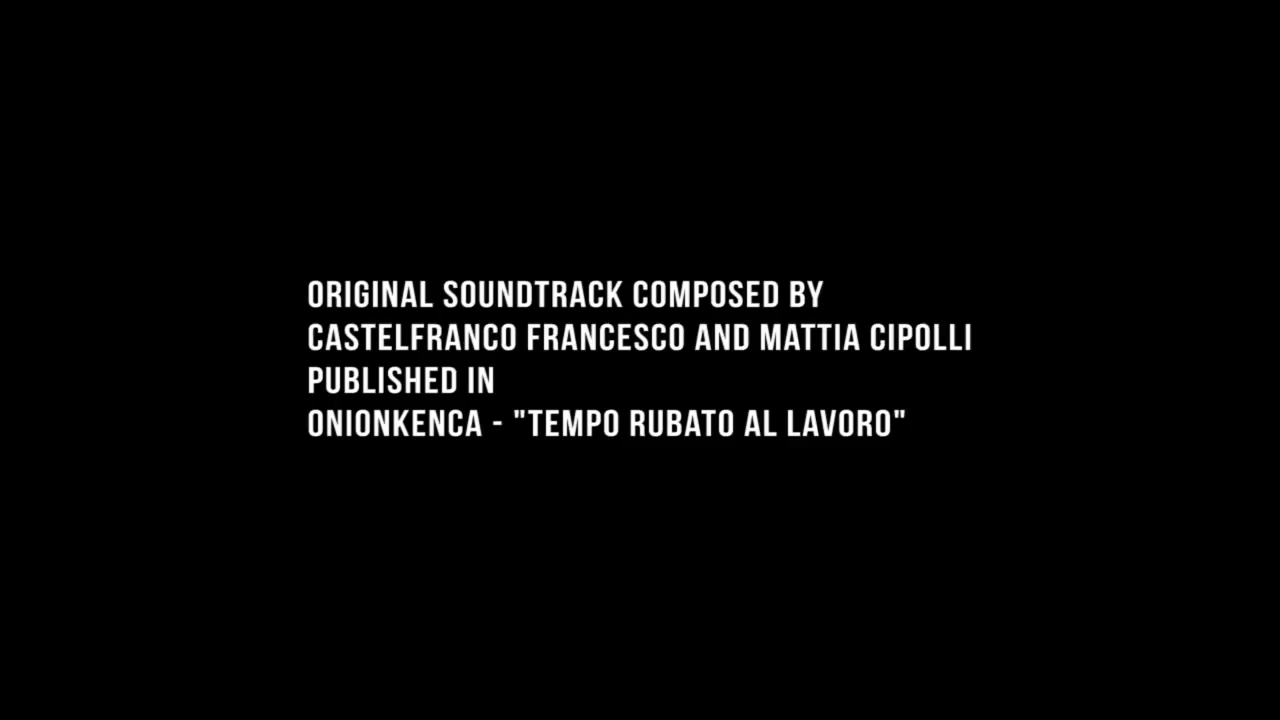 ORIGINAL SOUNDTRACK COMPOSED BY
CASTELFRANCO FRANCESCO AND MATTIA CIPOLLI
PUBLISHED IN
ONIONKENCA - "TEMPO RUBATO AL LAVORO"